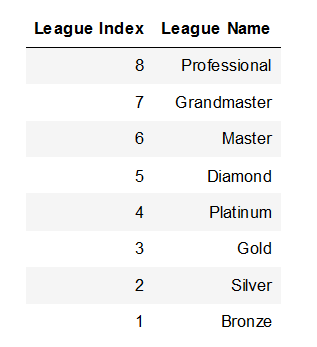 League Index League Name
8 Professional
7 Grandmaster
6 Master
5 Diamond
4 Platinum
3 Gold
2 Silver
1 Bronze